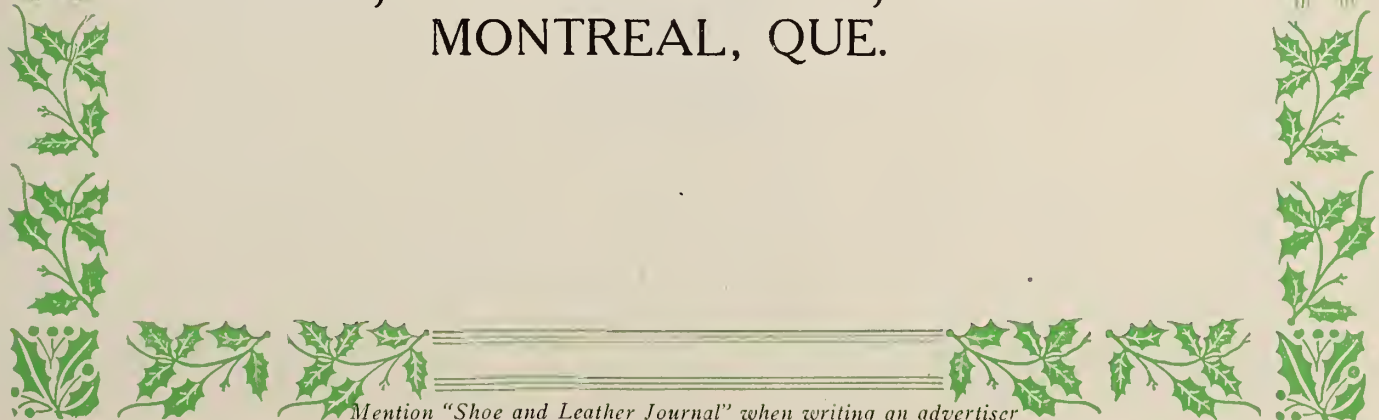 MONTREAL, QUE.
Mention "Shoe and Leather Journal" when writing an advertiser